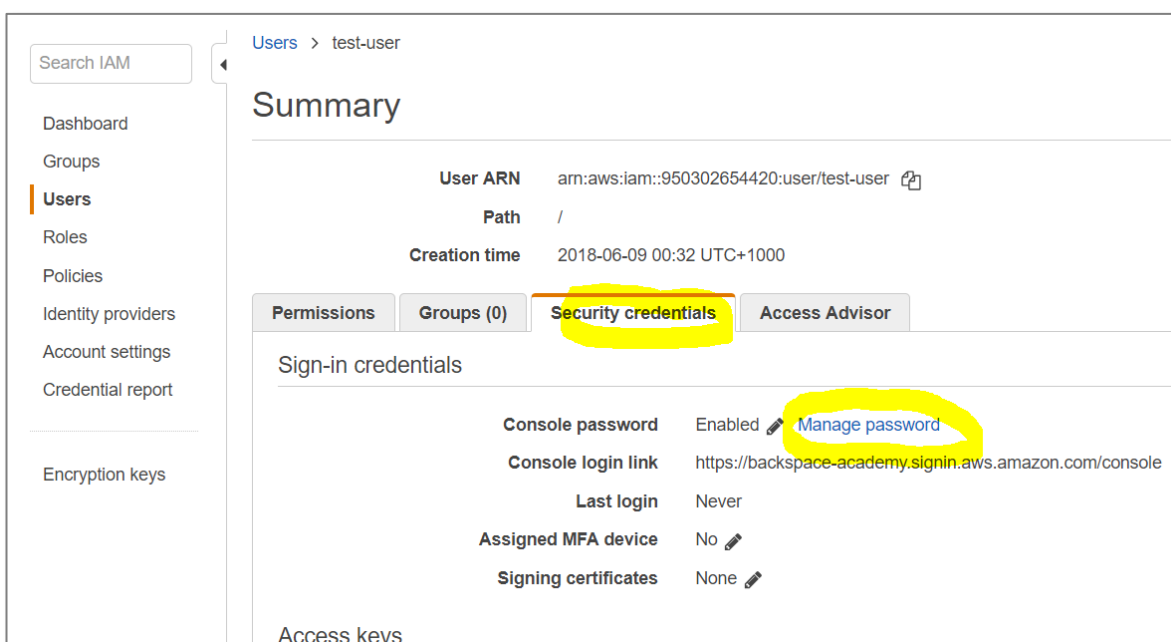 Search IAM
Dashboard
Groups
Users
Roles
Policies
Identity providers
Account settings
Credential report
Encryption keys
Users > test-user
Summary
User ARN arn:aws:iam::950302654420:user/test-user
Path /
Creation time 2018-06-09 00:32 UTC+1000
Permissions Groups (0) Security credentials Access Advisor
Sign-in credentials
Console password Enabled Manage password
Console login link https://backspace-academy.signin.aws.amazon.com/console
Last login Never
Assigned MFA device No
Signing certificates None
Access keys